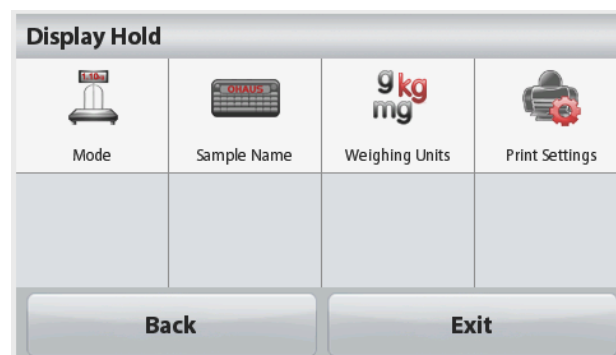 Display Hold
1.10g
OHAUS
g kg
mg
Mode
Sample Name
Weighing Units
Print Settings
Back
Exit